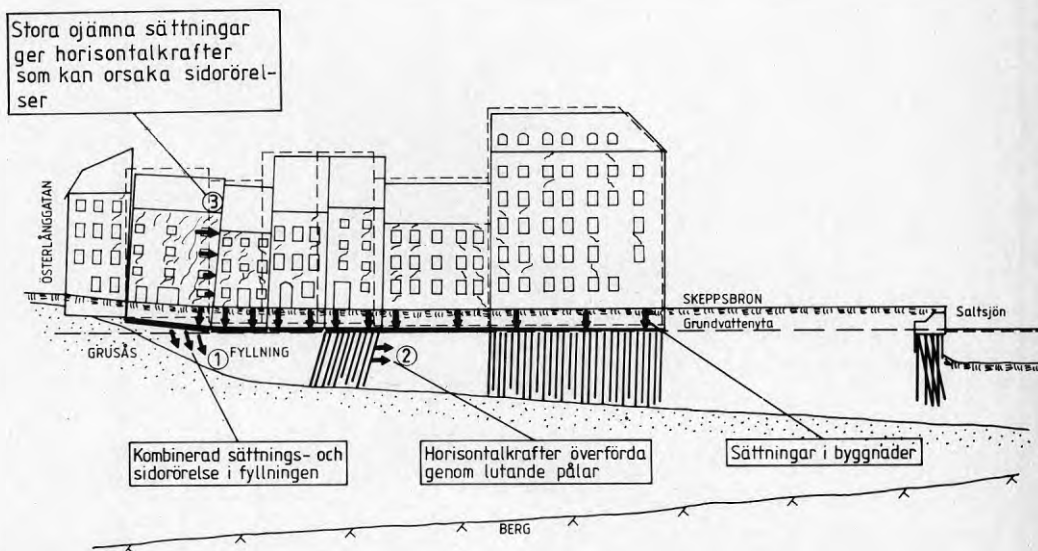 Stora ojämna sättningar
ger horisontalkrafter
som kan orsaka sidorörel-
ser
ÖSTERLÅNGGATAN
3
SKEPPSBRON
Grundvattenyta
Saltsjön
GRUSÅS
1
FYLLNING
2
Kombinerad sättnings- och
sidorörelse i fyllningen
Horisontalkrafter överförda
genom lutande pålar
Sättningar i byggnader
BERG